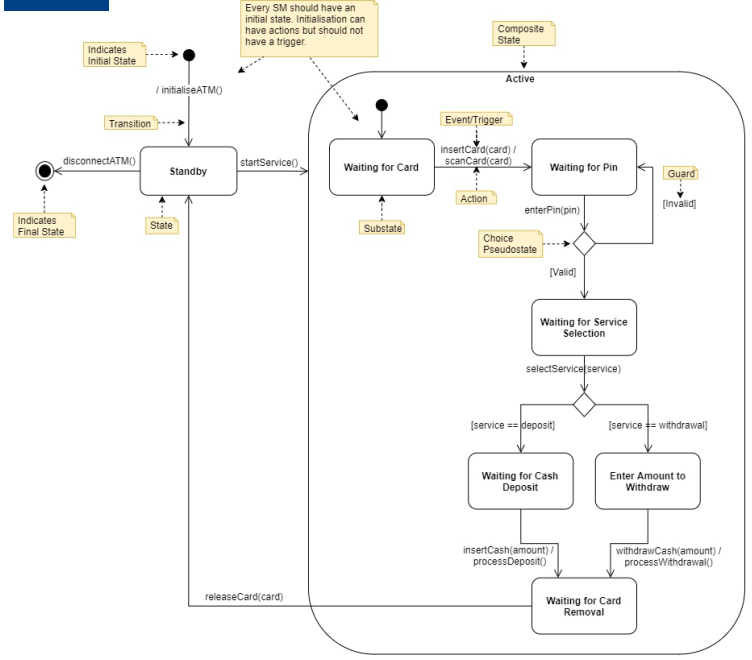 Every SM should have an
initial state. Initialisation can
have actions but should not
have a trigger.
Indicates
Initial State
Composite
State
Active
/ initialiseATM()
Transition
Event/Trigger
disconnectATM()
Standby
startService()
Waiting for Card
insertCard(card) /
scanCard(card)
Waiting for Pin
Guard
Action
[Invalid]
enterPin(pin)
Indicates
Final State
State
Substate
Choice
Pseudostate
[Valid]
Waiting for Service
Selection
selectService(service)
[service == deposit]
[service == withdrawal]
Waiting for Cash
Deposit
Enter Amount to
Withdraw
insertCash(amount) /
processDeposit()
withdrawCash(amount) /
processWithdrawal()
releaseCard(card)
Waiting for Card
Removal